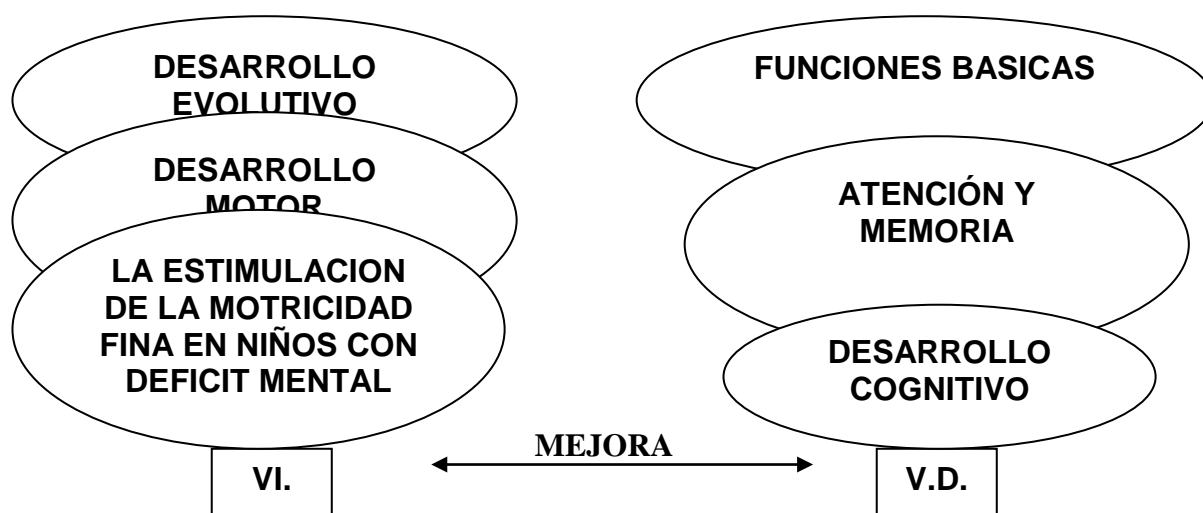 DESARROLLO
EVOLUTIVO
DESARROLLO
MOTOR
LA ESTIMULACION
DE LA MOTRICIDAD
FINA EN NIÑOS CON
DEFICIT MENTAL
VI.
MEJORA
FUNCIONES BASICAS
ATENCIÓN Y
MEMORIA
DESARROLLO
COGNITIVO
V.D.